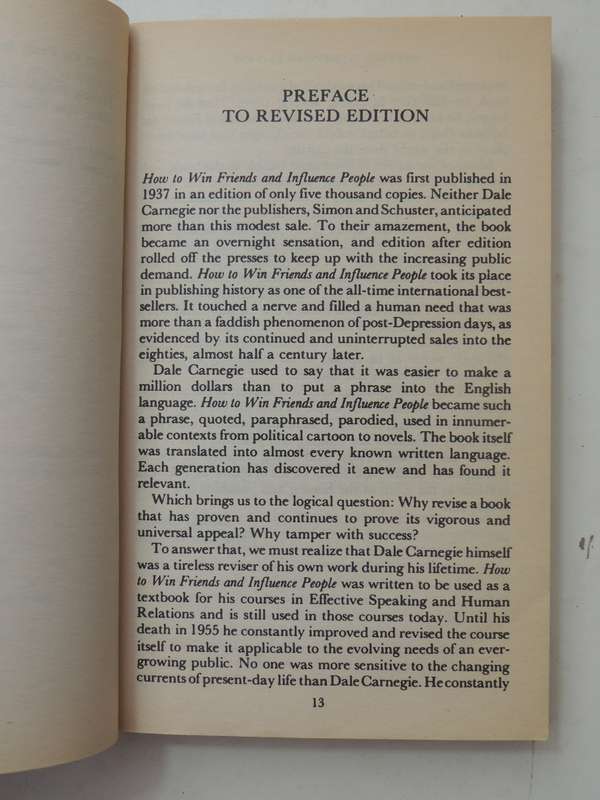 PREFACE
TO REVISED EDITION
How to Win Friends and Influence People was first published in
1937 in an edition of only five thousand copies. Neither Dale
Carnegie nor the publishers, Simon and Schuster, anticipated
more than this modest sale. To their amazement, the book
became an overnight sensation, and edition after edition
rolled off the presses to keep up with the increasing public
demand. How to Win Friends and Influence People took its place
in publishing history as one of the all-time international best-
sellers. It touched a nerve and filled a human need that was
more than a faddish phenomenon of post-Depression days, as
evidenced by its continued and uninterrupted sales into the
eighties, almost half a century later.
Dale Carnegie used to say that it was easier to make a
million dollars than to put a phrase into the English
language. How to Win Friends and Influence People became such
a phrase, quoted, paraphrased, parodied, used in innumer-
able contexts from political cartoon to novels. The book itself
was translated into almost every known written language.
Each generation has discovered it anew and has found it
relevant.
Which brings us to the logical question: Why revise a book
that has proven and continues to prove its vigorous and
universal appeal? Why tamper with success?
To answer that, we must realize that Dale Carnegie himself
was a tireless reviser of his own work during his lifetime. How
to Win Friends and Influence People was written to be used as a
textbook for his courses in Effective Speaking and Human
Relations and is still used in those courses today. Until his
death in 1955 he constantly improved and revised the course
itself to make it applicable to the evolving needs of an ever-
growing public. No one was more sensitive to the changing
currents of present-day life than Dale Carnegie. He constantly
13